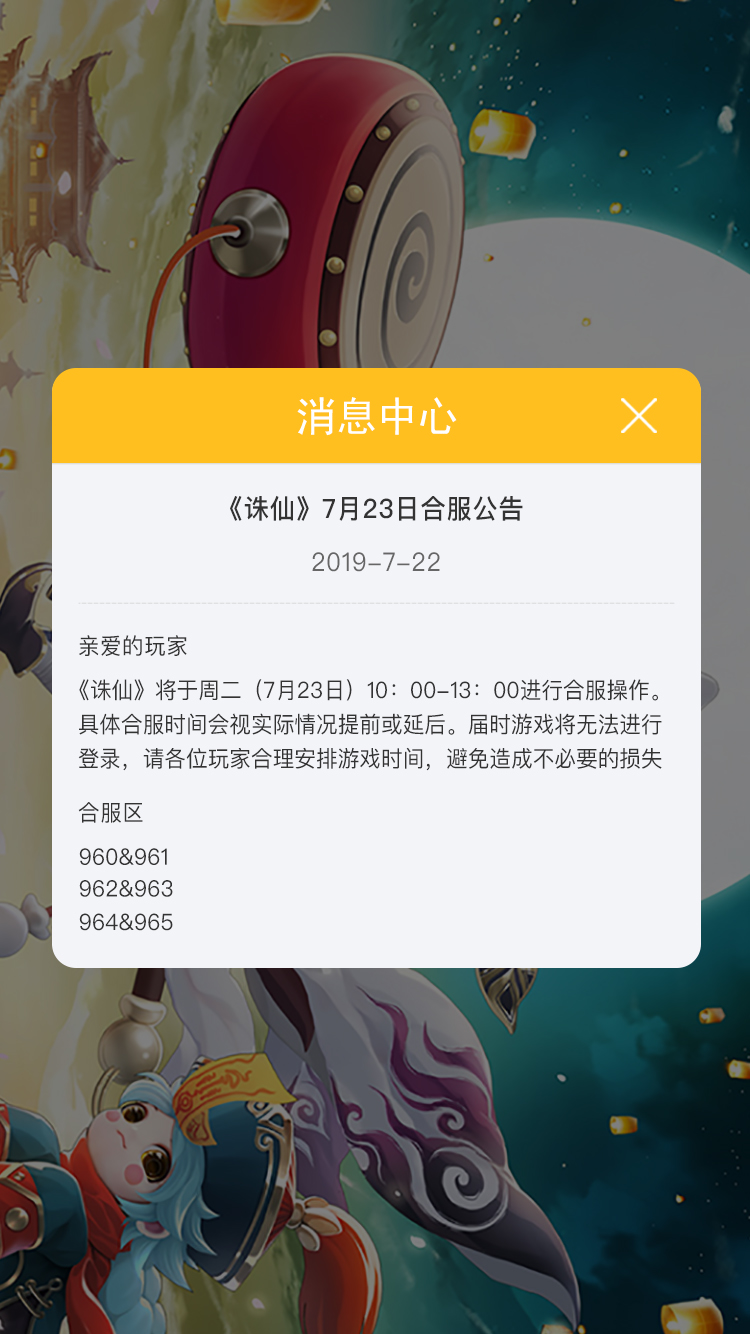 消息中心
《诛仙》7月23日合服公告
2019-7-22
亲爱的玩家
《诛仙》将于周二（7月23日）10：00-13：00进行合服操作。
具体合服时间会视实际情况提前或延后。届时游戏将无法进行
登录，请各位玩家合理安排游戏时间，避免造成不必要的损失
合服区
960&961
962&963
964&965